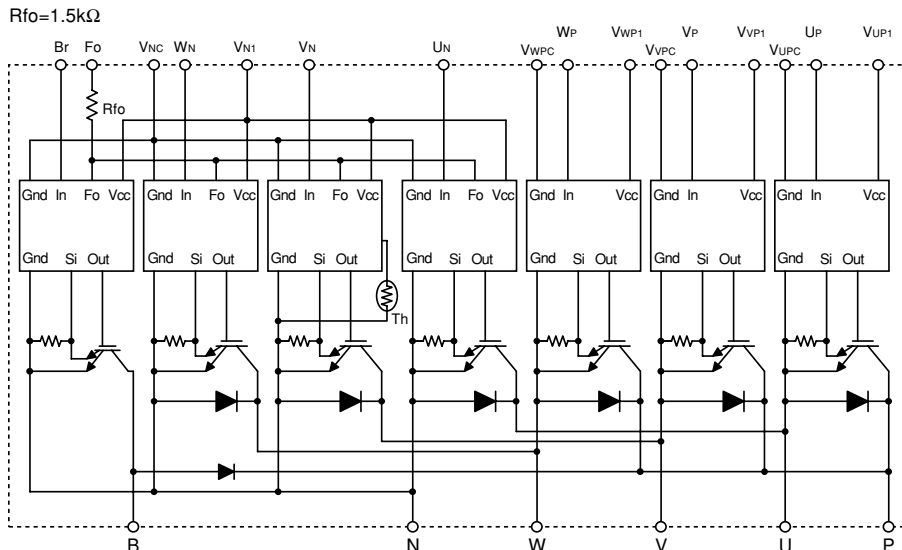 Rfo=1.5kΩ
Br Fo VNC WN VN1 VN UN VWPC WP VWP1 VVPC VP VVP1 VUPC UP VUP1
Rfo
Gnd In Fo Vcc Gnd In Fo Vcc Gnd In Fo Vcc Gnd In Fo Vcc Gnd In Vcc Gnd In Vcc Gnd In Vcc
Gnd Si Out Gnd Si Out Gnd Si Out Gnd Si Out Gnd Si Out Gnd Si Out Gnd Si Out
Th
B N W V U P